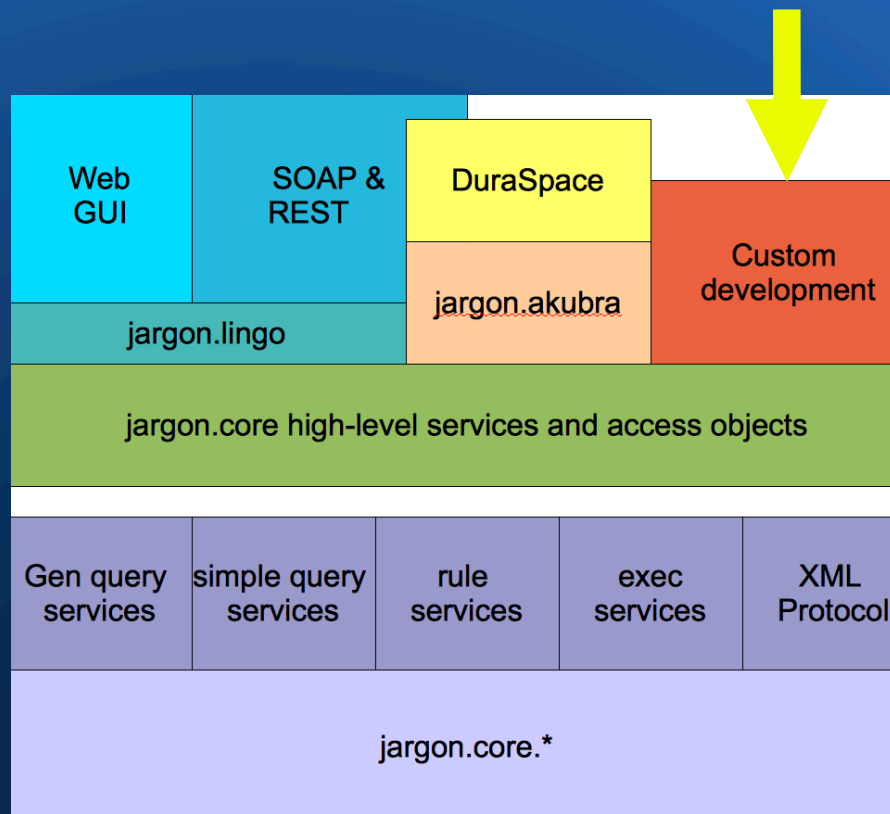 Web
GUI
SOAP &
REST
DuraSpace
Custom
development
jargon.akubra
jargon.lingo
jargon.core high-level services and access objects
Gen query
services
simple query
services
rule
services
exec
services
XML
Protocol
jargon.core.*